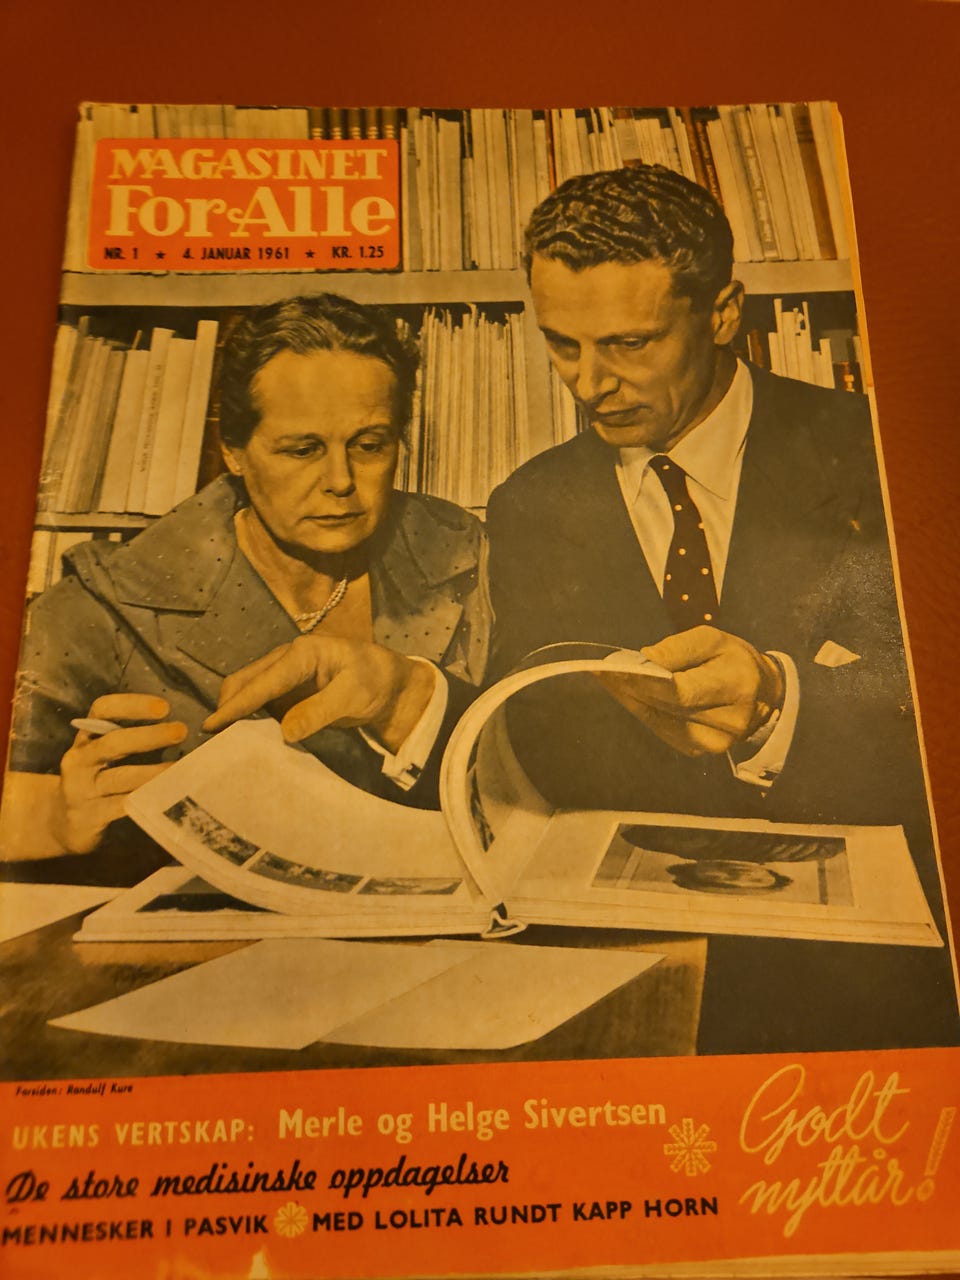 MAGASINET
For Alle
NR. 1 ★ 4. JANUAR 1961 ★ KR. 1.25
Forsiden: Randulf Kure
UKENS VERTSKAP: Merle og Helge Sivertsen
De store medisinske oppdagelser
MENNESKER I PASVIK MED LOLITA RUNDT KAPP HORN
Godt
nyttår!